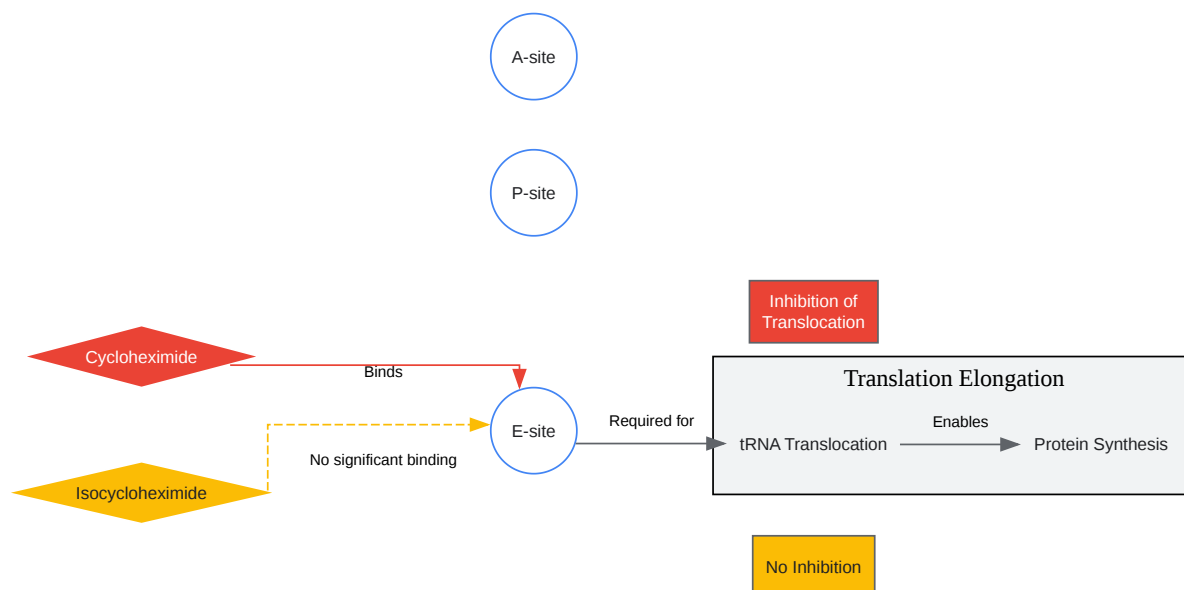 A-site
P-site
Inhibition of
Translocation
Cycloheximide
Binds
Translation Elongation
E-site
Required for
tRNA Translocation
Enables
Protein Synthesis
No significant binding
Isocycloheximide
No Inhibition